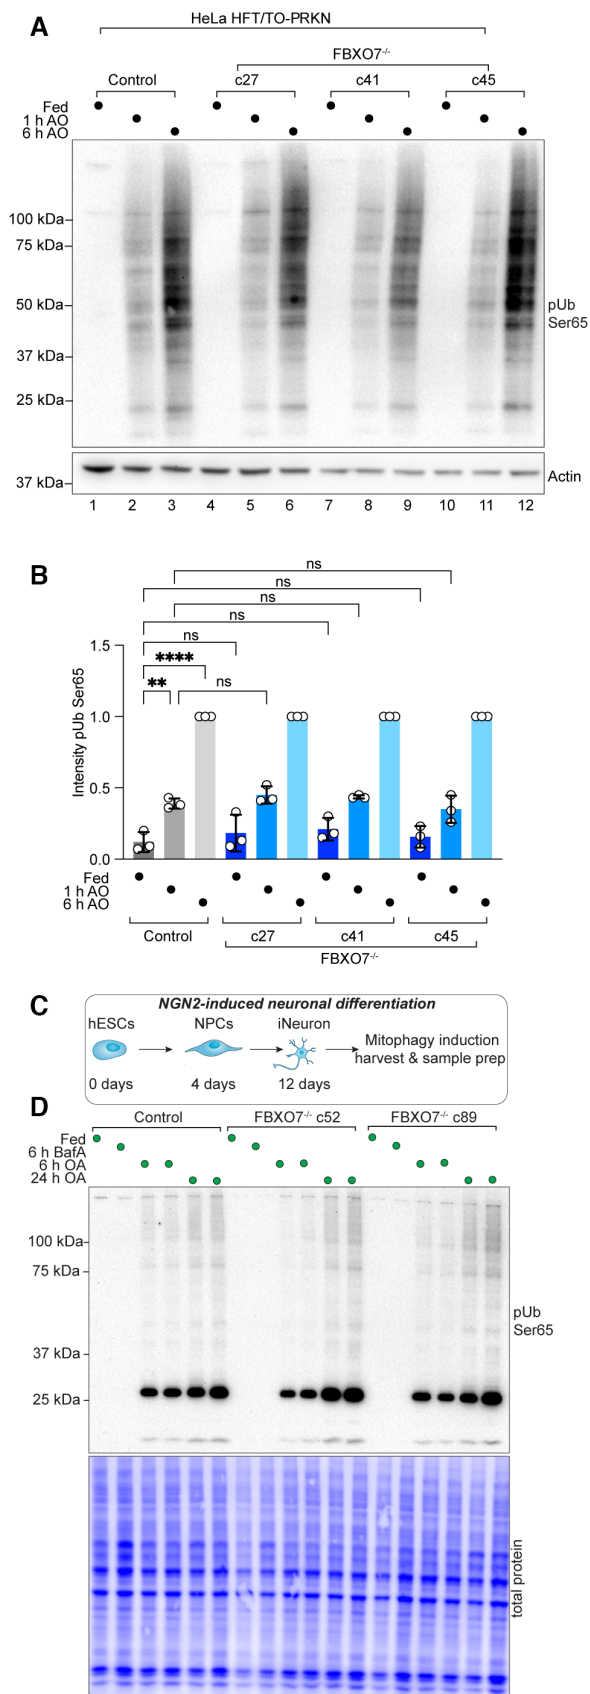 A
HeLa HFT/TO-PRKN
FBXO7-/-
Control c27 c41 c45
Fed
1 h AO
6 h AO
100 kDa
75 kDa
50 kDa
37 kDa
25 kDa
pUb
Ser65
37 kDa
Actin
1 2 3 4 5 6 7 8 9 10 11 12
B
ns
ns
ns
ns
ns
****
** ns
Intensity pUb Ser65
1.5
1.0
0.5
0.0
Fed
1 h AO
6 h AO
Control c27 c41 c45
FBXO7-/-
C
NGN2-induced neuronal differentiation
hESCs NPCs iNeuron
Mitophagy induction
harvest & sample prep
0 days 4 days 12 days
D
Control FBXO7-/- c52 FBXO7-/- c89
Fed
6 h BafA
6 h OA
24 h OA
100 kDa
75 kDa
37 kDa
25 kDa
pUb
Ser65
total protein